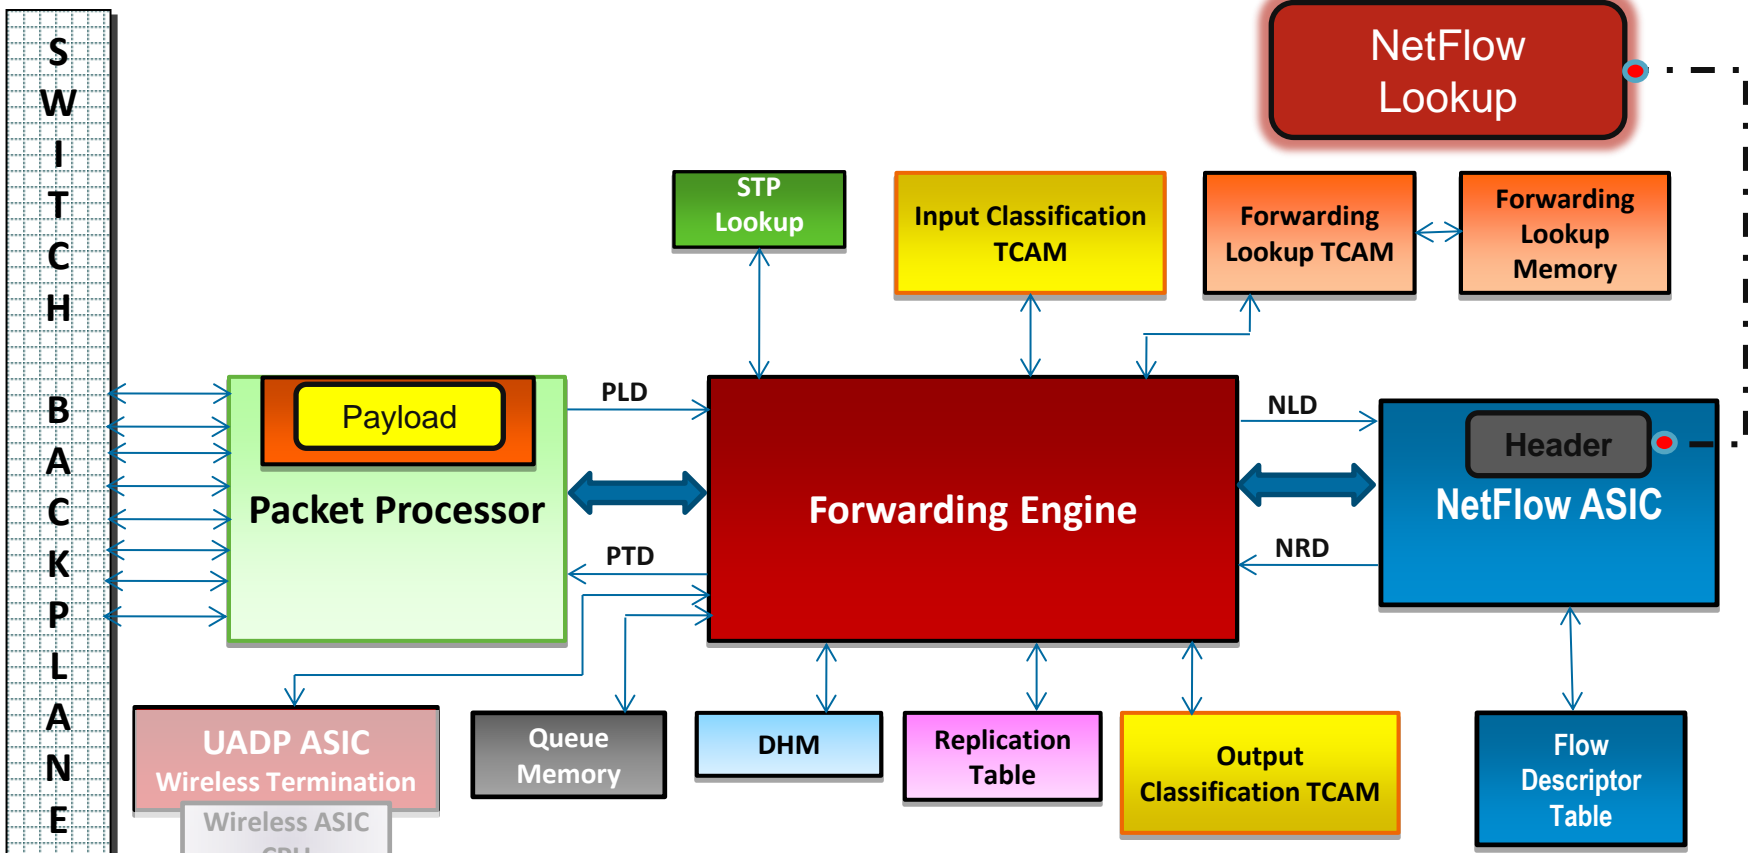 S
W
I
T
C
H
B
A
C
K
P
L
A
N
E
NetFlow
Lookup
STP
Lookup
Input Classification
TCAM
Forwarding
Lookup TCAM
Forwarding
Lookup
Memory
Payload
Packet Processor
PLD
PTD
Forwarding Engine
NLD
NRD
Header
NetFlow ASIC
UADP ASIC
Wireless Termination
Wireless ASIC
CPU
Queue
Memory
DHM
Replication
Table
Output
Classification TCAM
Flow
Descriptor
Table